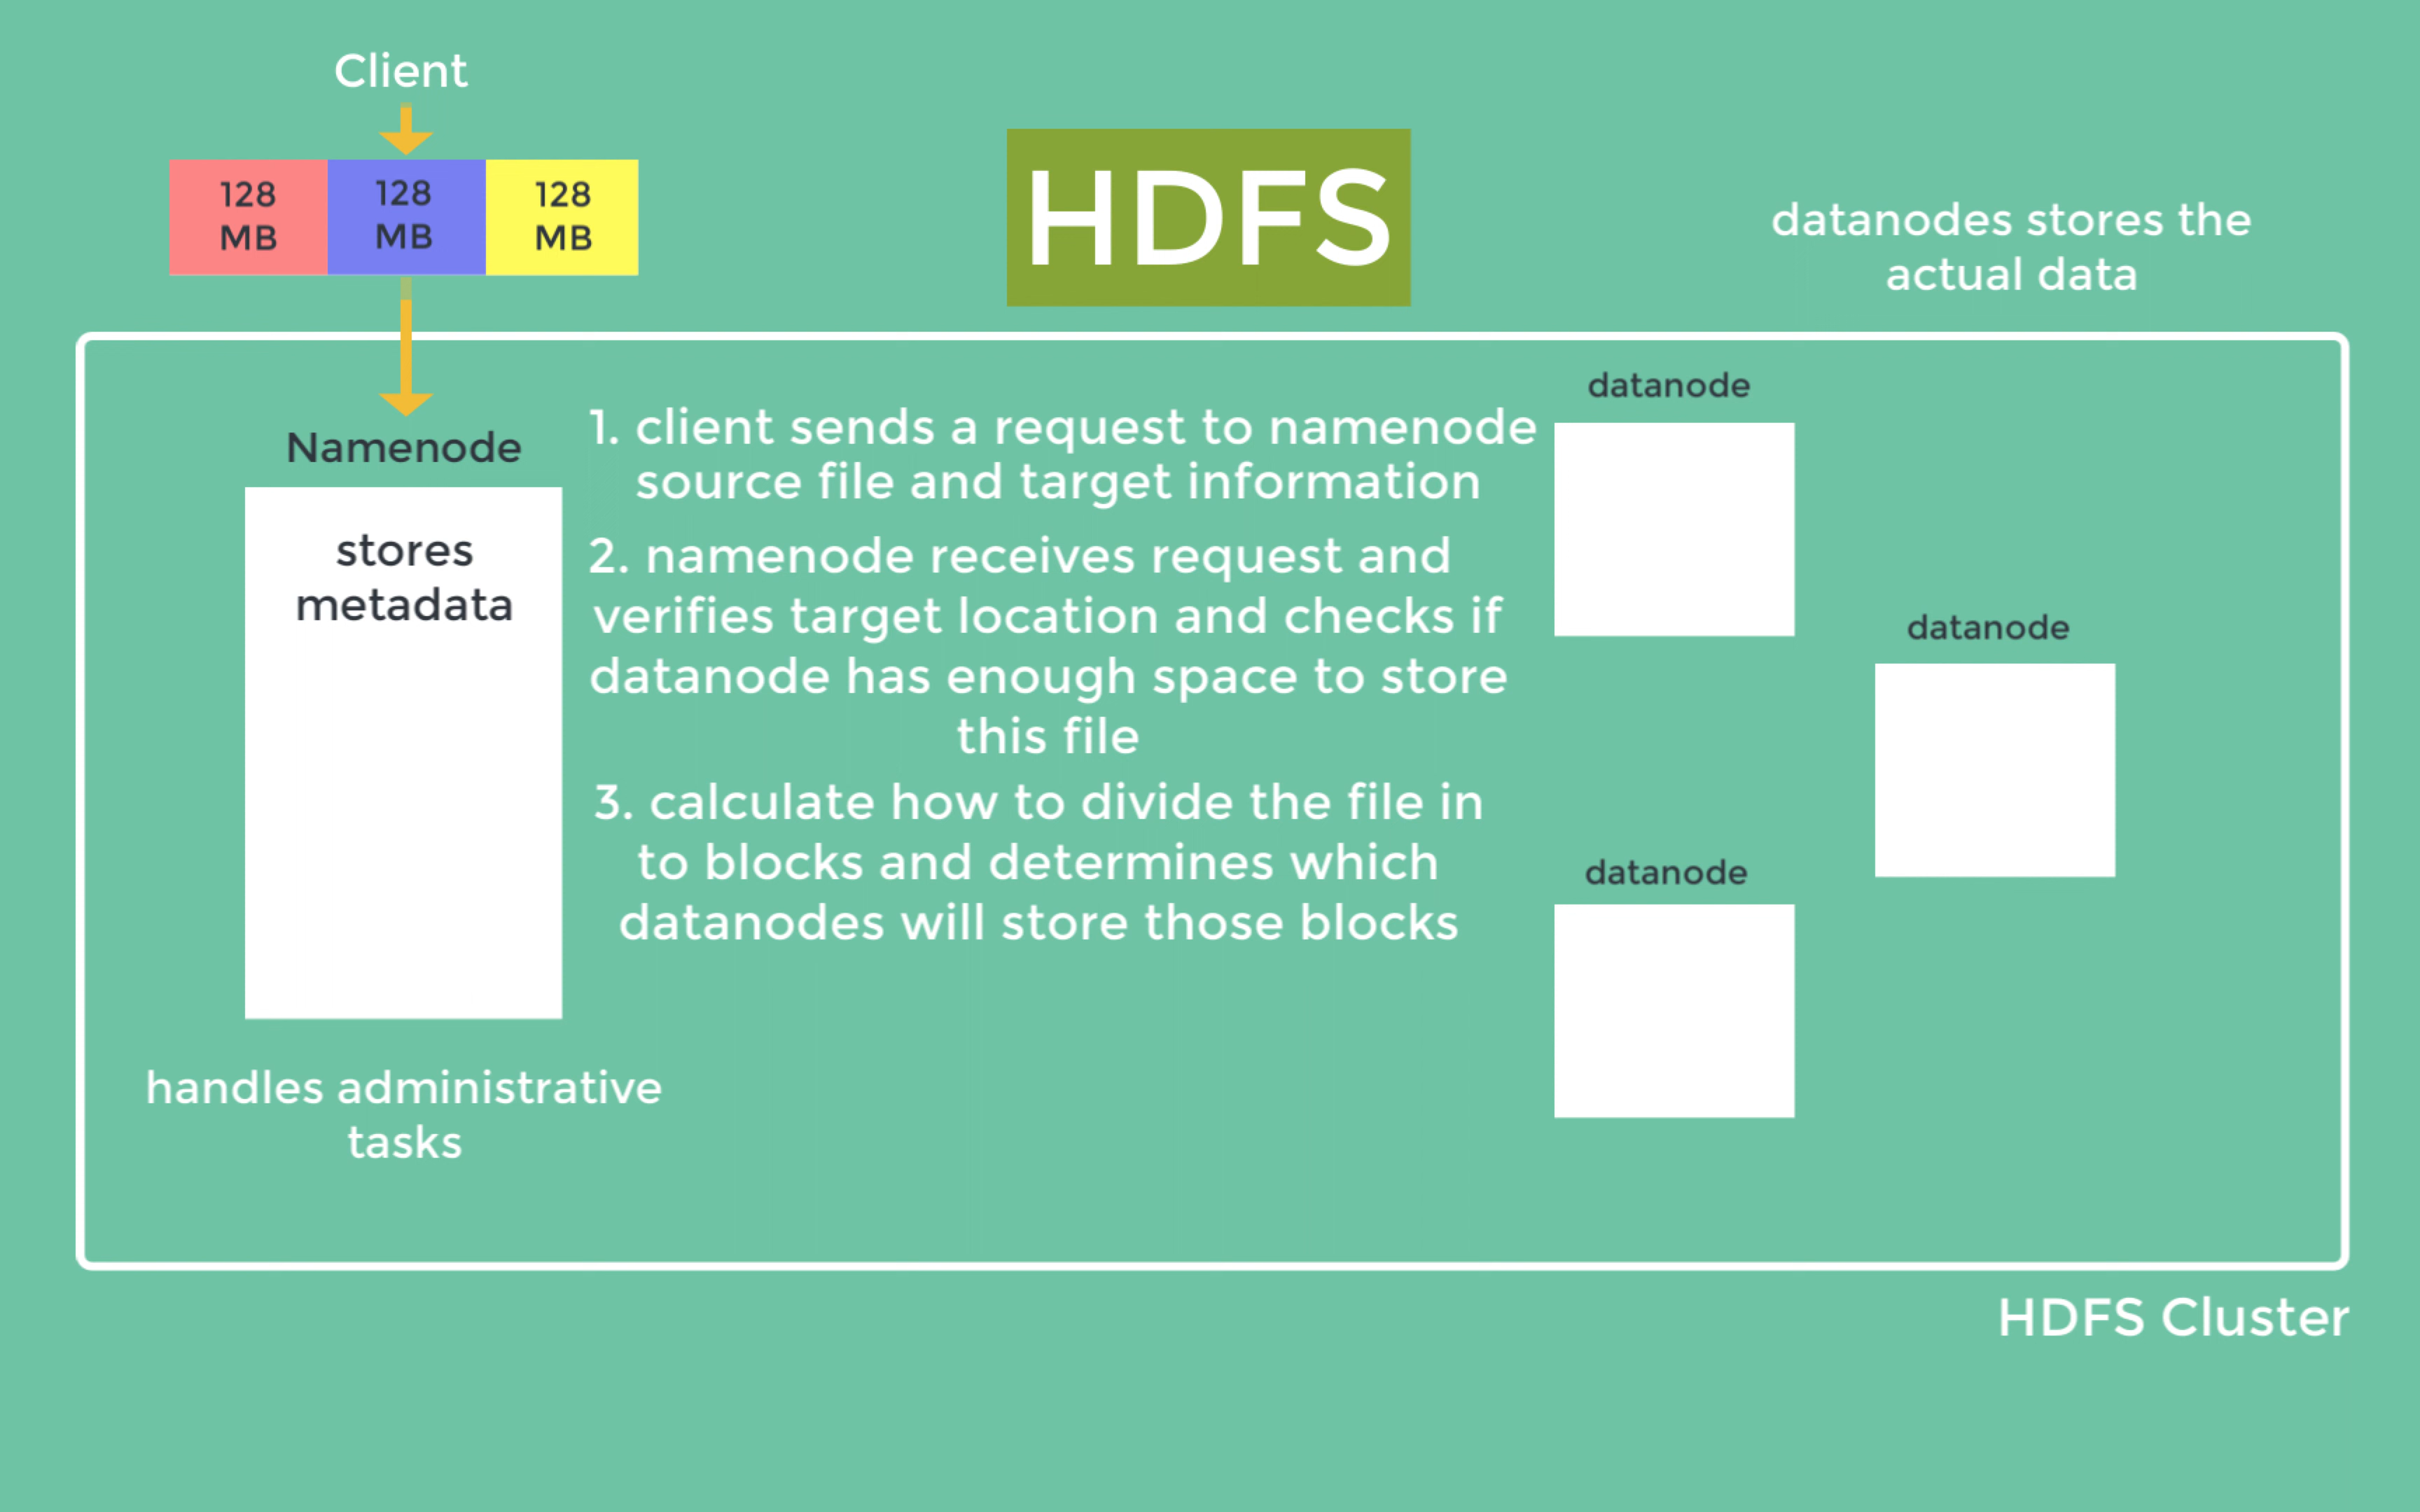 Client
128
MB
128
MB
128
MB
HDFS
datanodes stores the
actual data
Namenode
stores
metadata
handles administrative
tasks
1. client sends a request to namenode
source file and target information
2. namenode receives request and
verifies target location and checks if
datanode has enough space to store
this file
3. calculate how to divide the file in
to blocks and determines which
datanodes will store those blocks
datanode
datanode
datanode
HDFS Cluster